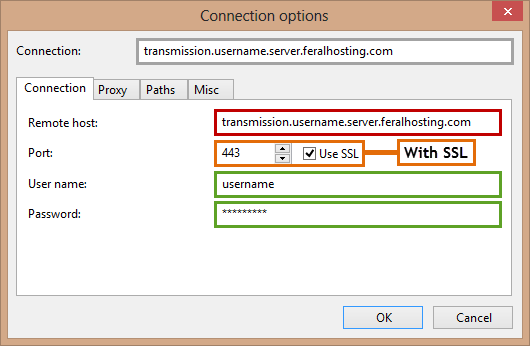 Connection options
Connection: transmission.username.server.feralhosting.com
Connection Proxy Paths Misc
Remote host: transmission.username.server.feralhosting.com
Port: 443 Use SSL With SSL
User name: username
Password: *********
OK Cancel